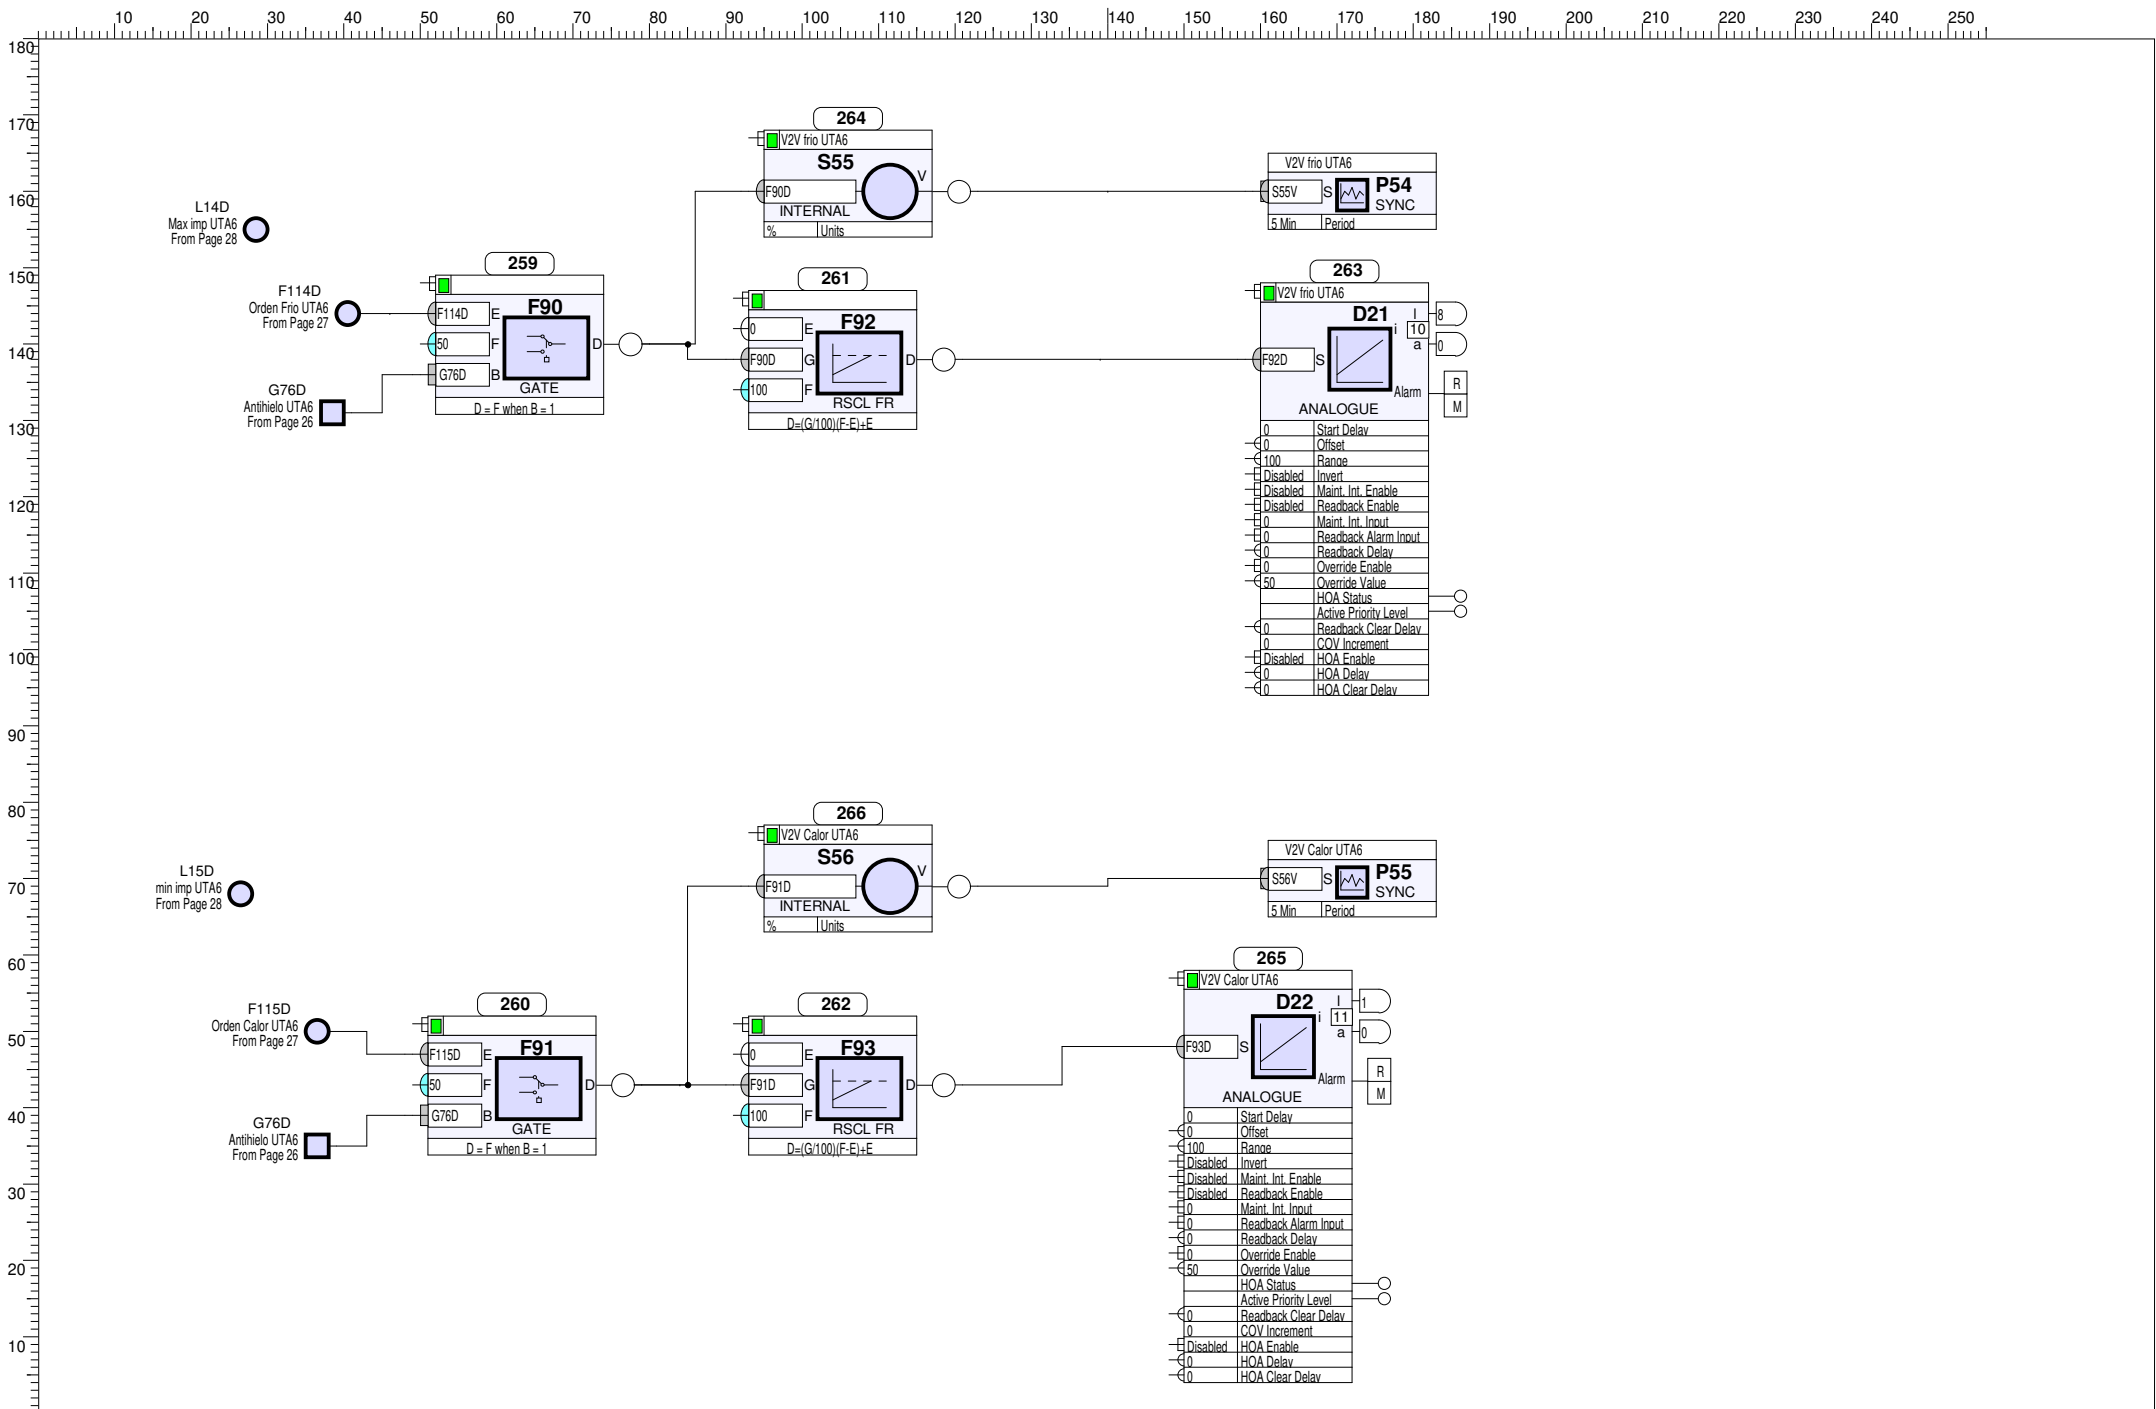 10 20 30 40 50 60 70 80 90 100 110 120 130 140 150 160 170 180 190 200 210 220 230 240 250
180
170
160
150
140
130
120
110
100
90
80
70
60
50
40
30
20
10
264
V2V frio UTA6
S55
F90D
V
INTERNAL
% Units
V2V frio UTA6
S55V S P54
SYNC
5 Min Period
L14D
Max imp UTA6
From Page 28
F114D
Orden Frio UTA6
From Page 27
G76D
Antihielo UTA6
From Page 26
259
F90
F114D E
50 F D
G76D B
GATE
D = F when B = 1
261
F92
0 E
F90D G D
100 F
RSCL FR
D=(G/100)(F-E)+E
263
V2V frio UTA6
D21
I 8
i 10
a 0
F92D S
Alarm
R
M
ANALOGUE
0 Start Delay
0 Offset
100 Range
Disabled Invert
Disabled Maint. Int. Enable
Disabled Readback Enable
0 Maint. Int. Input
0 Readback Alarm Input
0 Readback Delay
0 Override Enable
50 Override Value
HOA Status
Active Priority Level
0 Readback Clear Delay
0 COV Increment
Disabled HOA Enable
0 HOA Delay
0 HOA Clear Delay
266
V2V Calor UTA6
S56
F91D
V
INTERNAL
% Units
V2V Calor UTA6
S56V S P55
SYNC
5 Min Period
L15D
min imp UTA6
From Page 28
F115D
Orden Calor UTA6
From Page 27
G76D
Antihielo UTA6
From Page 26
260
F91
F115D E
50 F D
G76D B
GATE
D = F when B = 1
262
F93
0 E
F91D G D
100 F
RSCL FR
D=(G/100)(F-E)+E
265
V2V Calor UTA6
D22
I 1
i 11
a 0
F93D S
Alarm
R
M
ANALOGUE
0 Start Delay
0 Offset
100 Range
Disabled Invert
Disabled Maint. Int. Enable
Disabled Readback Enable
0 Maint. Int. Input
0 Readback Alarm Input
0 Readback Delay
0 Override Enable
50 Override Value
HOA Status
Active Priority Level
0 Readback Clear Delay
0 COV Increment
Disabled HOA Enable
0 HOA Delay
0 HOA Clear Delay